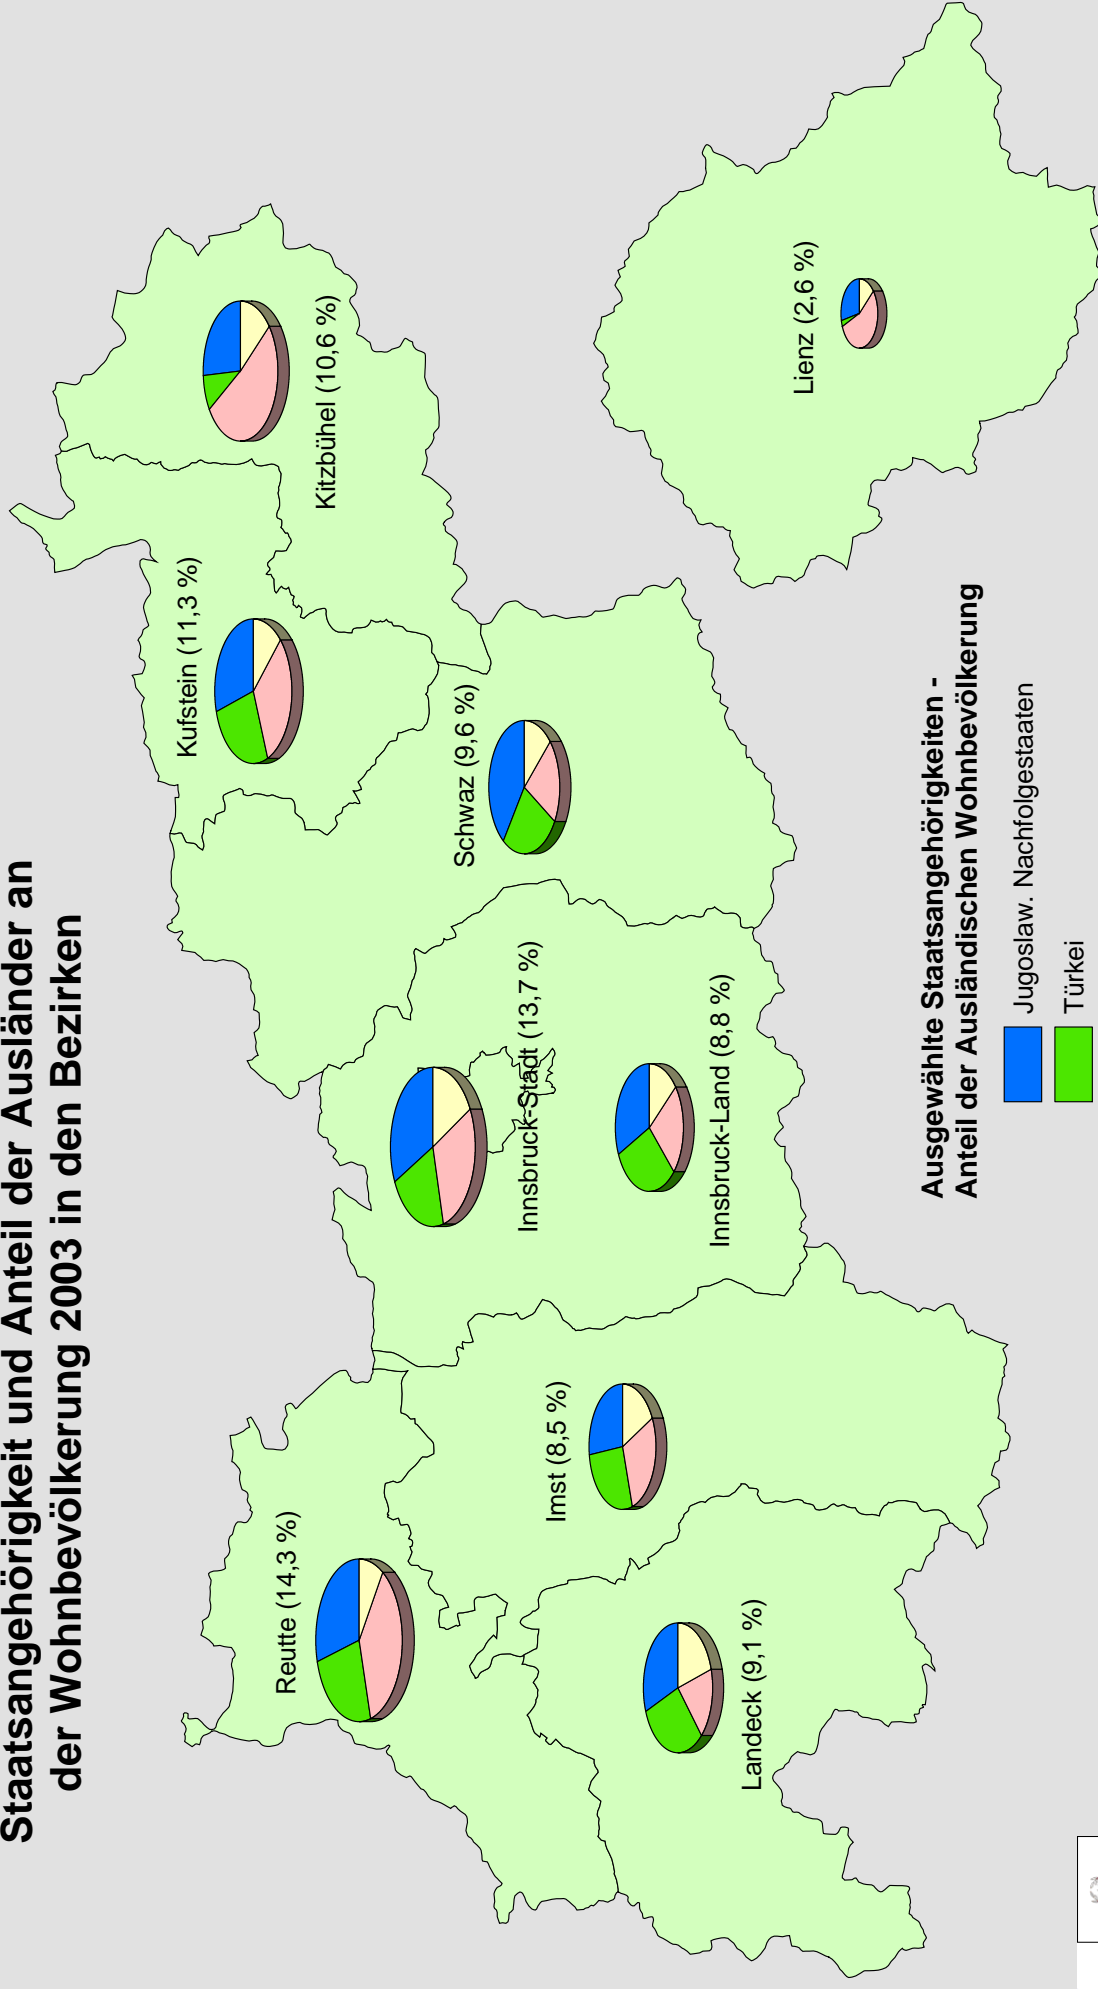 Staatsangehörigkeit und Anteil der Ausländer an
der Wohnbevölkerung 2003 in den Bezirken
Kitzbühel (10,6 %)
Kufstein (11,3 %)
Schwaz (9,6 %)
Lienz (2,6 %)
Innsbruck-Stadt (13,7 %)
Innsbruck-Land (8,8 %)
Reutte (14,3 %)
Imst (8,5 %)
Landeck (9,1 %)
Ausgewählte Staatsangehörigkeiten -
Anteil der Ausländischen Wohnbevölkerung
Jugoslaw. Nachfolgestaaten
Türkei